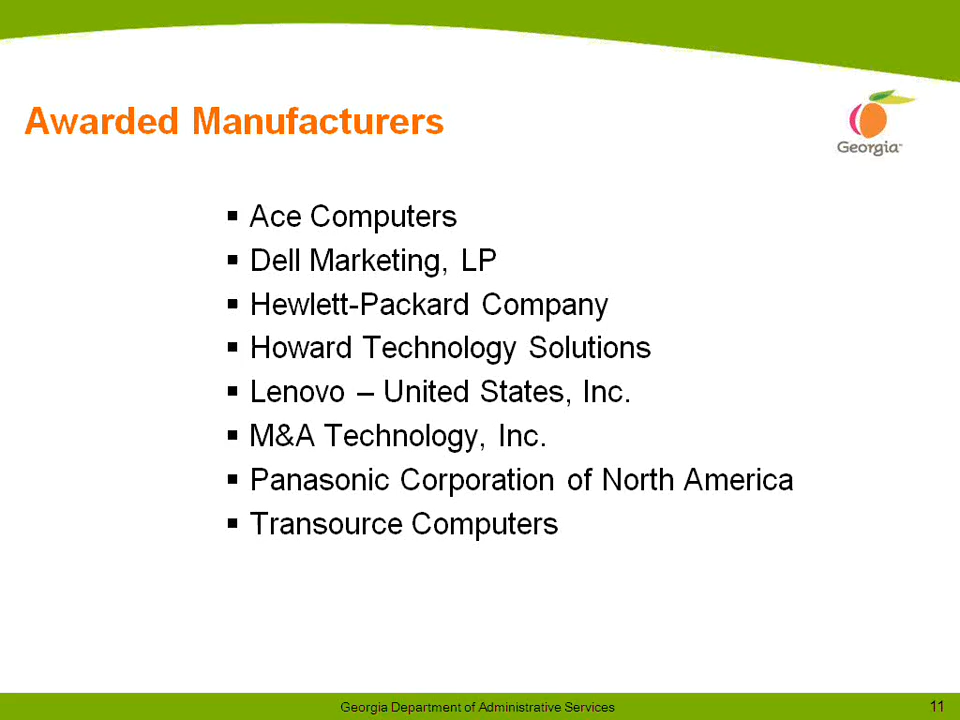 Awarded Manufacturers
Georgia™
▪ Ace Computers
▪ Dell Marketing, LP
▪ Hewlett-Packard Company
▪ Howard Technology Solutions
▪ Lenovo – United States, Inc.
▪ M&A Technology, Inc.
▪ Panasonic Corporation of North America
▪ Transource Computers
Georgia Department of Administrative Services 11